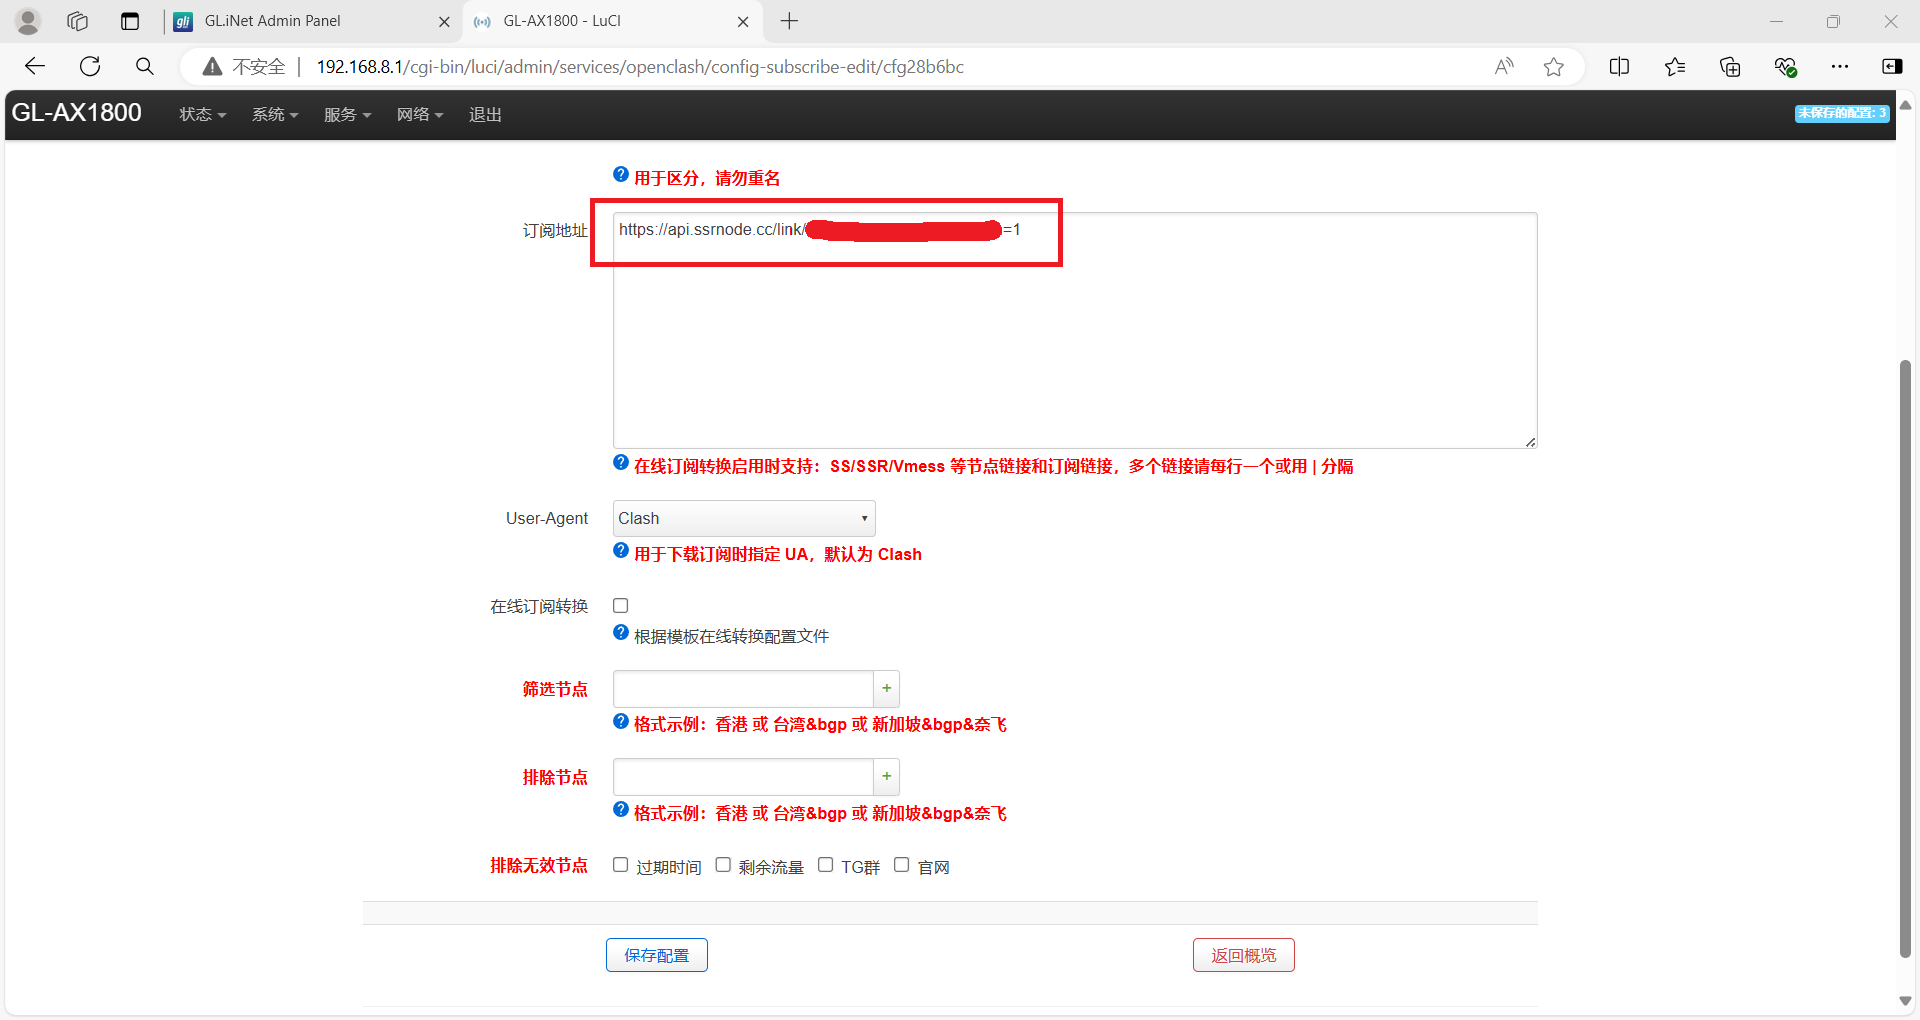 GL.iNet Admin Panel
GL-AX1800 - LuCI
不安全
192.168.8.1/cgi-bin/luci/admin/services/openclash/config-subscribe-edit/cfg28b6bc
GL-AX1800
状态
系统
服务
网络
退出
未保存的配置: 3
用于区分，请勿重名
订阅地址
https://api.ssrnode.cc/link/
=1
在线订阅转换启用时支持：SS/SSR/Vmess 等节点链接和订阅链接，多个链接请每行一个或用 | 分隔
User-Agent
Clash
用于下载订阅时指定 UA，默认为 Clash
在线订阅转换
根据模板在线转换配置文件
筛选节点
格式示例：香港 或 台湾&bgp 或 新加坡&bgp&奈飞
排除节点
格式示例：香港 或 台湾&bgp 或 新加坡&bgp&奈飞
排除无效节点
过期时间
剩余流量
TG群
官网
保存配置
返回概览